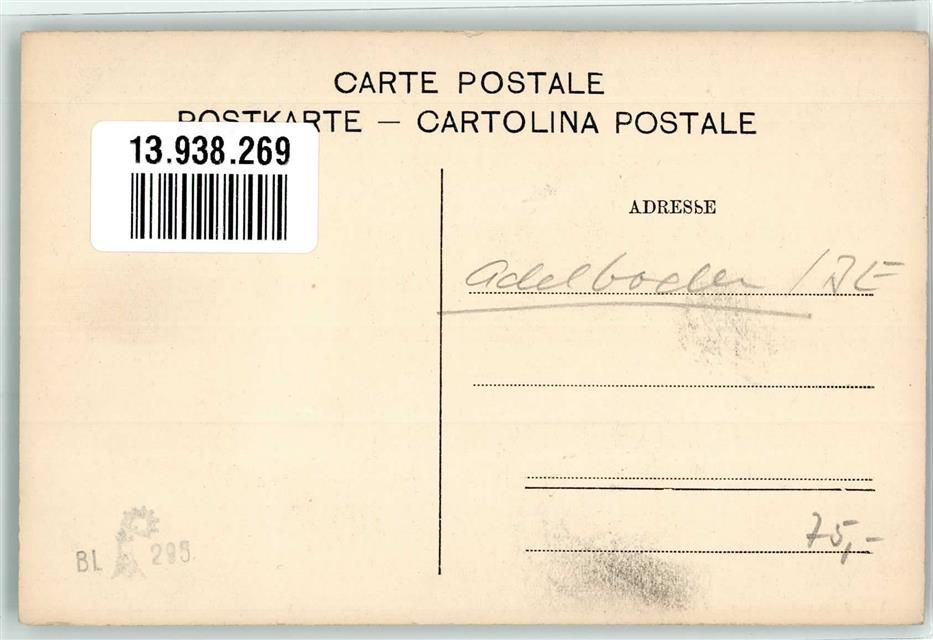 CARTE POSTALE
POSTKARTE — CARTOLINA POSTALE
13.938.269
ADRESSE
Adelboden /BE
75,-
BL 295